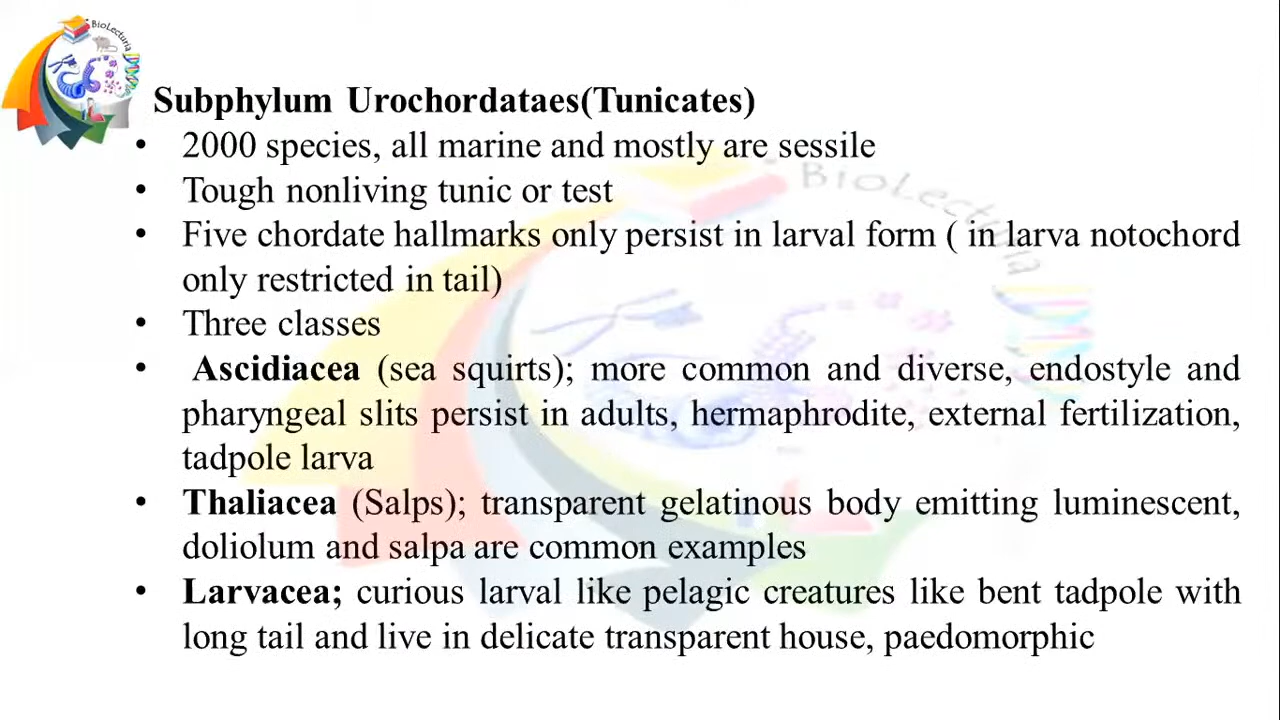 BioLecturia
Subphylum Urochordataes(Tunicates)
• 2000 species, all marine and mostly are sessile
• Tough nonliving tunic or test
• Five chordate hallmarks only persist in larval form ( in larva notochord
only restricted in tail)
• Three classes
• Ascidiacea (sea squirts); more common and diverse, endostyle and
pharyngeal slits persist in adults, hermaphrodite, external fertilization,
tadpole larva
• Thaliacea (Salps); transparent gelatinous body emitting luminescent,
doliolum and salpa are common examples
• Larvacea; curious larval like pelagic creatures like bent tadpole with
long tail and live in delicate transparent house, paedomorphic
BioLecturia